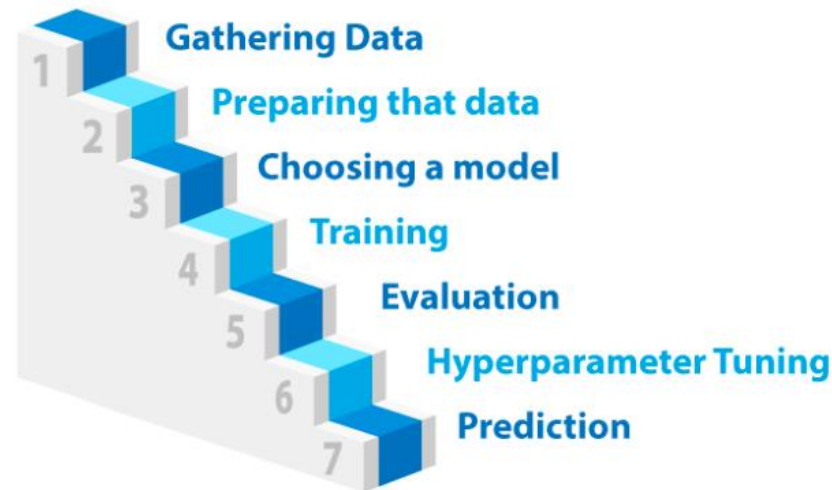 1 Gathering Data
2 Preparing that data
3 Choosing a model
4 Training
5 Evaluation
6 Hyperparameter Tuning
7 Prediction